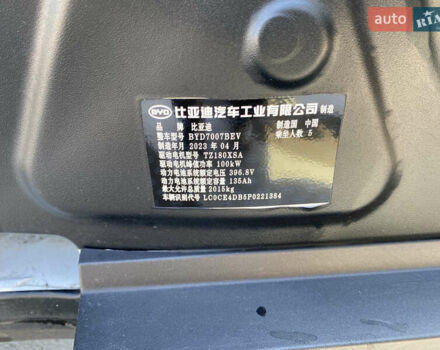 auto RIA
BYD 比亚迪汽车工业有限公司 制造
品 牌 比亚迪 制造国 中国
整车型号 BYD7007BEV 乘坐人数 5
制造年月 2023 年 04 月
驱动电机型号 TZ180XSA
驱动电机峰值功率 100kW
动力电池系统额定电压 396.8V
动力电池系统额定容量 135Ah
最大允许总质量 2015kg
车辆识别代号 LC0CE4DB5P0221384